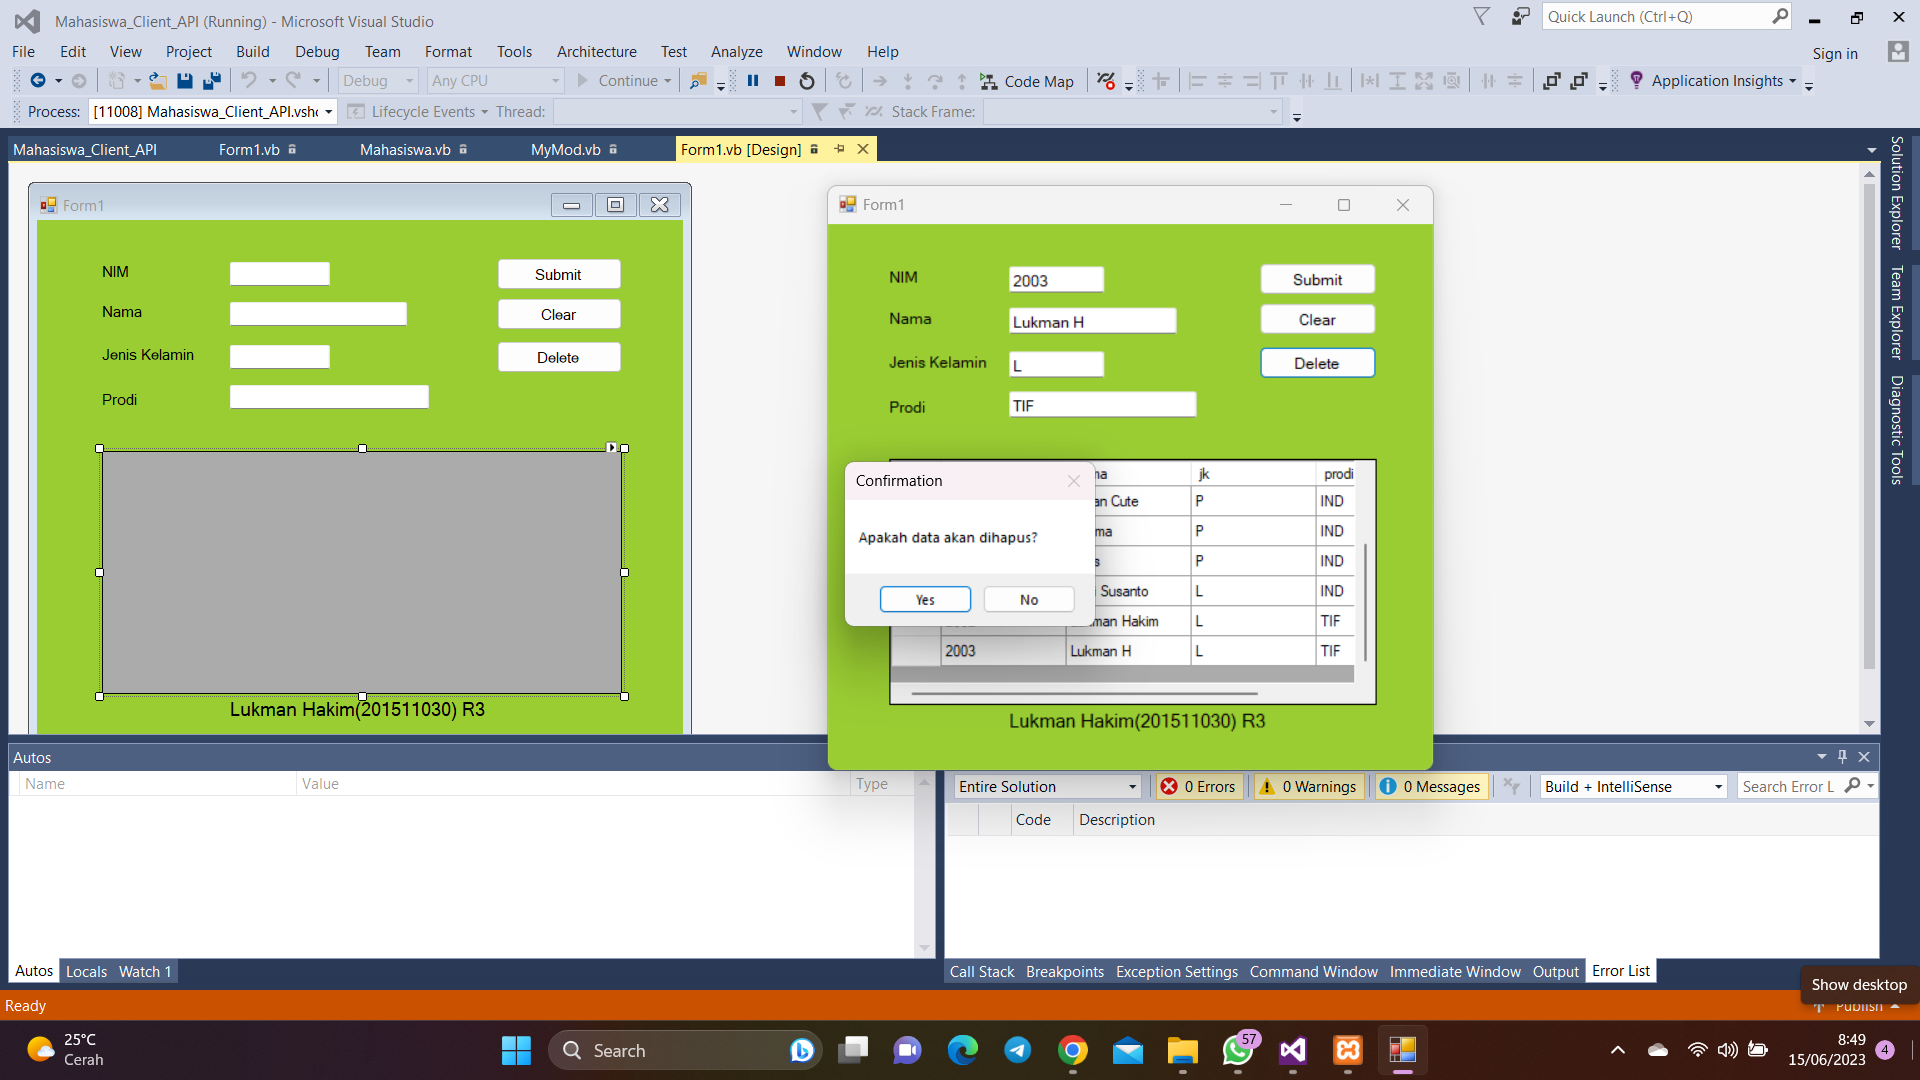 Mahasiswa_Client_API (Running) - Microsoft Visual Studio
Quick Launch (Ctrl+Q)
File Edit View Project Build Debug Team Format Tools Architecture Test Analyze Window Help
Sign in
Debug Any CPU Continue Code Map Application Insights
Process: [11008] Mahasiswa_Client_API.vsh Lifecycle Events Thread: Stack Frame:
Mahasiswa_Client_API Form1.vb Mahasiswa.vb MyMod.vb Form1.vb [Design]
Solution Explorer
Team Explorer
Diagnostic Tools
Form1
NIM
Submit
Nama
Clear
Jenis Kelamin
Delete
Prodi
Lukman Hakim(201511030) R3
Form1
NIM 2003 Submit
Nama Lukman H Clear
Jenis Kelamin L Delete
Prodi TIF
Confirmation
Apakah data akan dihapus?
Yes No
ma jk prodi
an Cute P IND
ma P IND
s P IND
Susanto L IND
man Hakim L TIF
2003 Lukman H L TIF
Lukman Hakim(201511030) R3
Autos
Name Value Type
Autos Locals Watch 1
Entire Solution 0 Errors 0 Warnings 0 Messages Build + IntelliSense Search Error L
Code Description
Call Stack Breakpoints Exception Settings Command Window Immediate Window Output Error List
Show desktop
Ready
Publish
25°C
Cerah
Search
57
8:49
15/06/2023
4